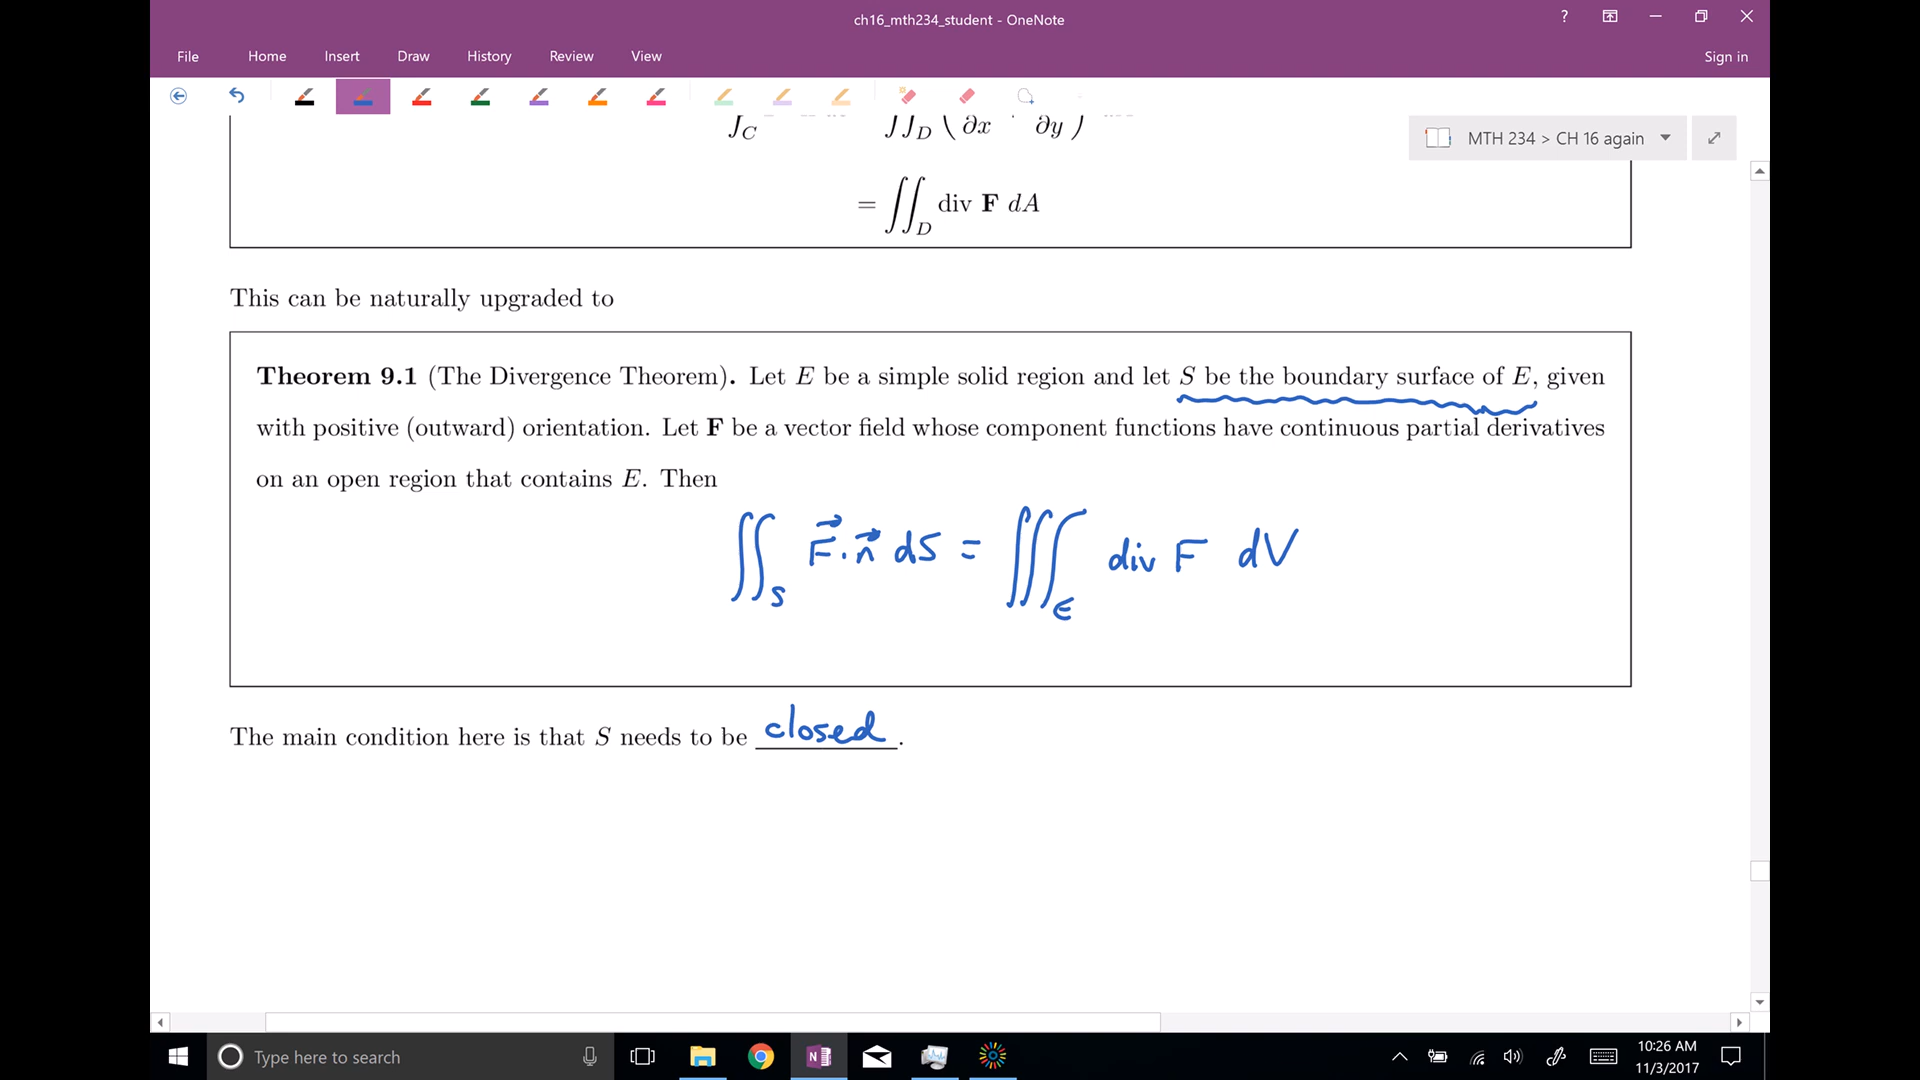 ch16_mth234_student - OneNote
?
File Home Insert Draw History Review View Sign in
MTH 234 > CH 16 again
∫_C ∬_D ( ∂x ∂y )
= ∬_D div F dA
This can be naturally upgraded to
Theorem 9.1 (The Divergence Theorem). Let E be a simple solid region and let S be the boundary surface of E, given
with positive (outward) orientation. Let F be a vector field whose component functions have continuous partial derivatives
on an open region that contains E. Then
∬_S F⃗ · n⃗ dS = ∭_E div F dV
The main condition here is that S needs to be closed.
Type here to search
N
10:26 AM
11/3/2017